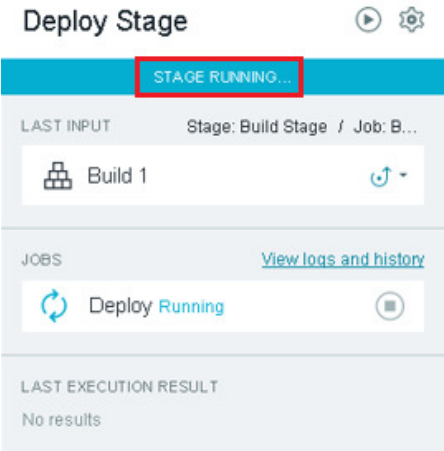 Deploy Stage
STAGE RUNNING...
LAST INPUT Stage: Build Stage / Job: B...
Build 1
JOBS View logs and history
Deploy Running
LAST EXECUTION RESULT
No results